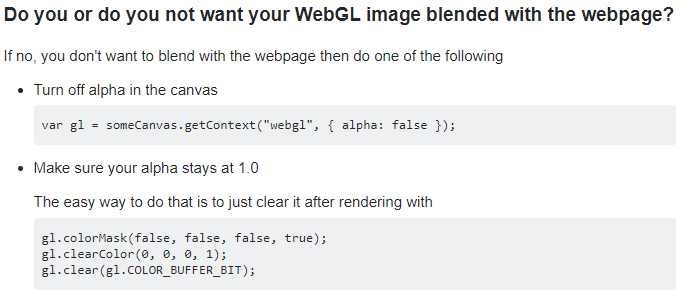 Do you or do you not want your WebGL image blended with the webpage?
If no, you don't want to blend with the webpage then do one of the following
• Turn off alpha in the canvas
var gl = someCanvas.getContext("webgl", { alpha: false });
• Make sure your alpha stays at 1.0
The easy way to do that is to just clear it after rendering with
gl.colorMask(false, false, false, true);
gl.clearColor(0, 0, 0, 1);
gl.clear(gl.COLOR_BUFFER_BIT);